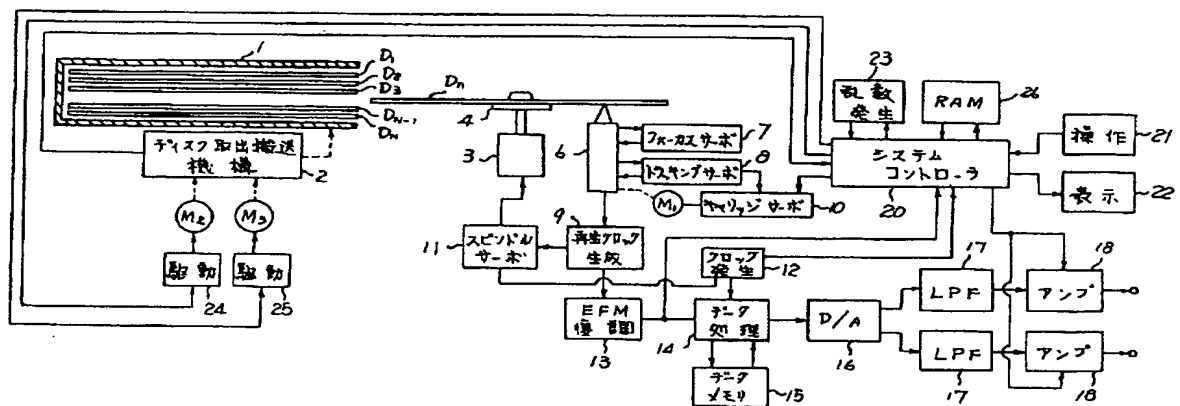 1
D1
D2
D3
DN-1
DN
Dn
4
3
6
ディスク取出搬送
機構
2
M2
M3
駆動
24
駆動
25
フォーカスサーボ
7
トラッキングサーボ
8
M1
キャリッジサーボ
10
11
スピンドル
サーボ
9
再生クロック
生成
クロック
発生
12
EFM
復調
13
データ
処理
14
データ
メモリ
15
D/A
16
23
乱数
発生
RAM
26
システム
コントローラ
20
操作
21
表示
22
17
LPF
18
アンプ
LPF
17
アンプ
18